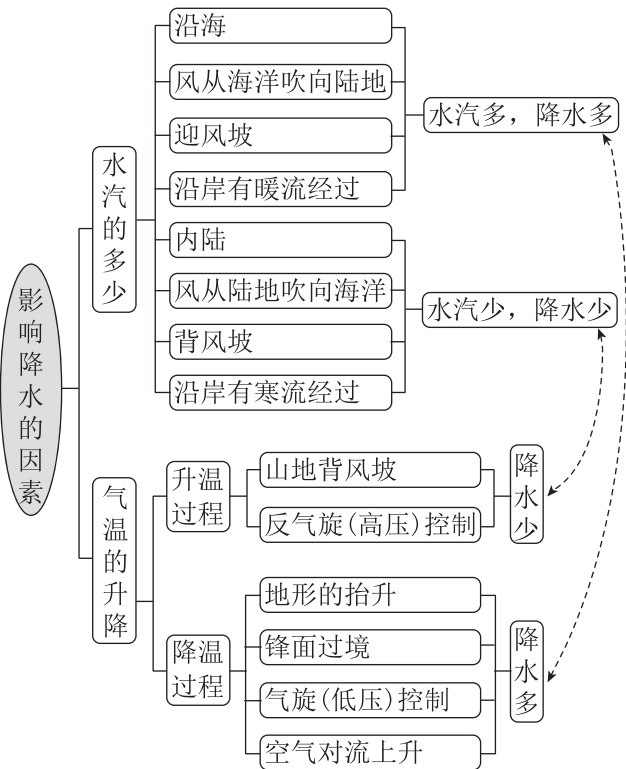 影响降水的因素
水汽的多少
沿海
风从海洋吹向陆地
迎风坡
沿岸有暖流经过
水汽多，降水多
内陆
风从陆地吹向海洋
背风坡
沿岸有寒流经过
水汽少，降水少
气温的升降
升温
过程
山地背风坡
反气旋(高压)控制
降水少
降温
过程
地形的抬升
锋面过境
气旋(低压)控制
空气对流上升
降水多